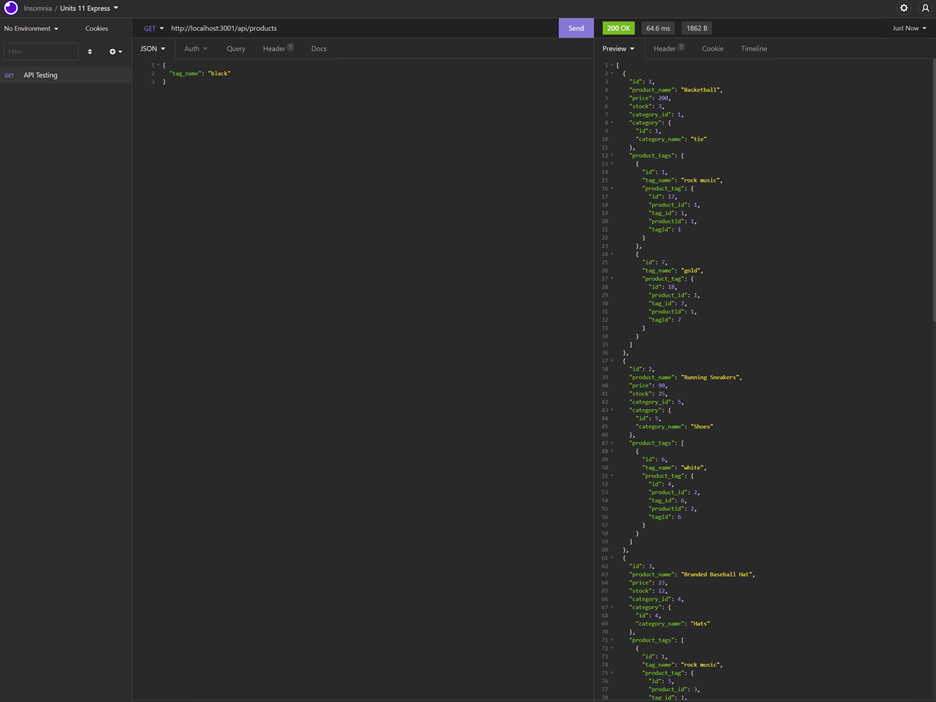 Insomnia / Units 11 Express
No Environment
Cookies
GET
http://localhost:3001/api/products
Send
200 OK
64.6 ms
1862 B
Just Now
Filter
GET API Testing
JSON
Auth
Query
Header 1
Docs
1 {
2 "tag_name": "black"
3 }
Preview
Header 7
Cookie
Timeline
1 [
2 {
3 "id": 1,
4 "product_name": "Basketball",
5 "price": 200,
6 "stock": 3,
7 "category_id": 1,
8 "category": {
9 "id": 1,
10 "category_name": "tie"
11 },
12 "product_tags": [
13 {
14 "id": 1,
15 "tag_name": "rock music",
16 "product_tag": {
17 "id": 17,
18 "product_id": 1,
19 "tag_id": 1,
20 "productId": 1,
21 "tagId": 1
22 }
23 },
24 {
25 "id": 7,
26 "tag_name": "gold",
27 "product_tag": {
28 "id": 18,
29 "product_id": 1,
30 "tag_id": 7,
31 "productId": 1,
32 "tagId": 7
33 }
34 }
35 ]
36 },
37 {
38 "id": 2,
39 "product_name": "Running Sneakers",
40 "price": 90,
41 "stock": 25,
42 "category_id": 5,
43 "category": {
44 "id": 5,
45 "category_name": "Shoes"
46 },
47 "product_tags": [
48 {
49 "id": 6,
50 "tag_name": "white",
51 "product_tag": {
52 "id": 4,
53 "product_id": 2,
54 "tag_id": 6,
55 "productId": 2,
56 "tagId": 6
57 }
58 }
59 ]
60 },
61 {
62 "id": 3,
63 "product_name": "Branded Baseball Hat",
64 "price": 23,
65 "stock": 12,
66 "category_id": 4,
67 "category": {
68 "id": 4,
69 "category_name": "Hats"
70 },
71 "product_tags": [
72 {
73 "id": 1,
74 "tag_name": "rock music",
75 "product_tag": {
76 "id": 5,
77 "product_id": 3,
78 "tag_id": 1,